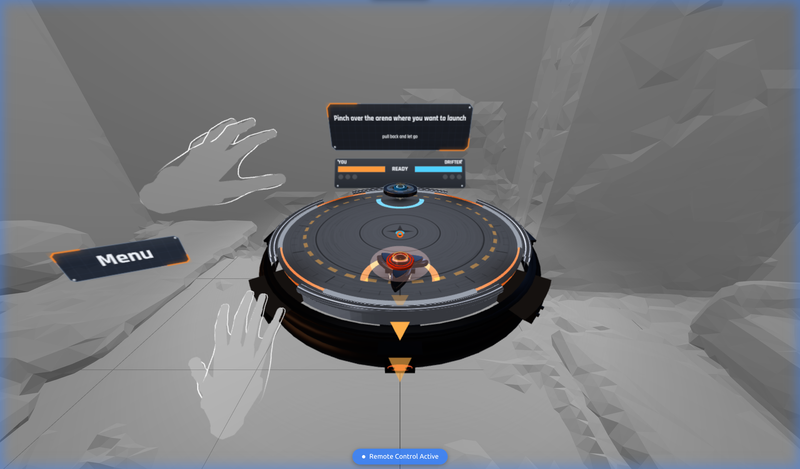 Pinch over the arena where you want to launch
pull back and let go
YOU
READY
DRIFTER
Menu
Remote Control Active